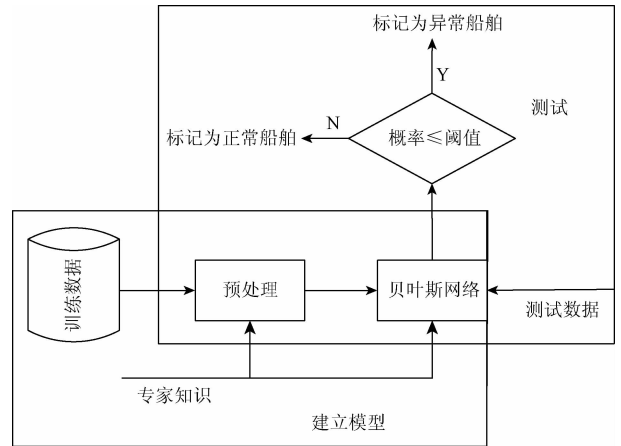 标记为异常船舶
Y
测试
N
标记为正常船舶
概率≤阈值
训练数据
预处理
贝叶斯网络
测试数据
专家知识
建立模型